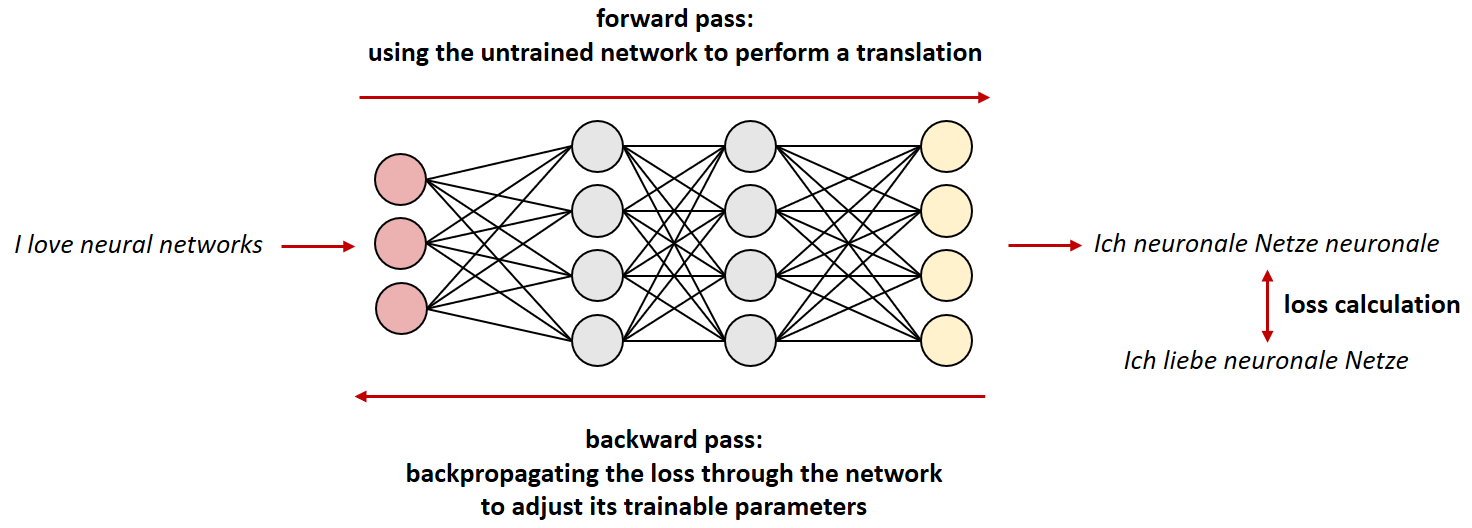 forward pass:
using the untrained network to perform a translation
I love neural networks
Ich neuronale Netze neuronale
loss calculation
Ich liebe neuronale Netze
backward pass:
backpropagating the loss through the network
to adjust its trainable parameters